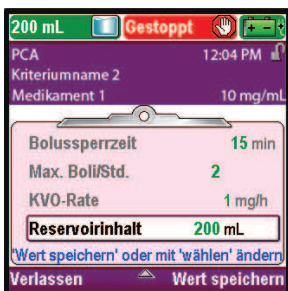 200 mL Gestoppt
PCA 12:04 PM
Kriteriumname 2
Medikament 1 10 mg/mL
Bolussperrzeit 15 min
Max. Boli/Std. 2
KVO-Rate 1 mg/h
Reservoirinhalt 200 mL
'Wert speichern' oder mit 'wählen' ändern
Verlassen Wert speichern